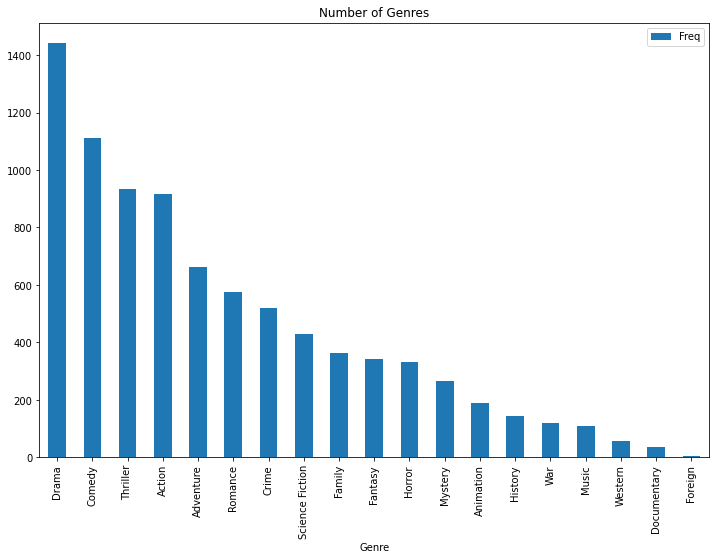 Number of Genres
Freq
1400
1200
1000
800
600
400
200
0
Drama
Comedy
Thriller
Action
Adventure
Romance
Crime
Science Fiction
Family
Fantasy
Horror
Mystery
Animation
History
War
Music
Western
Documentary
Foreign
Genre